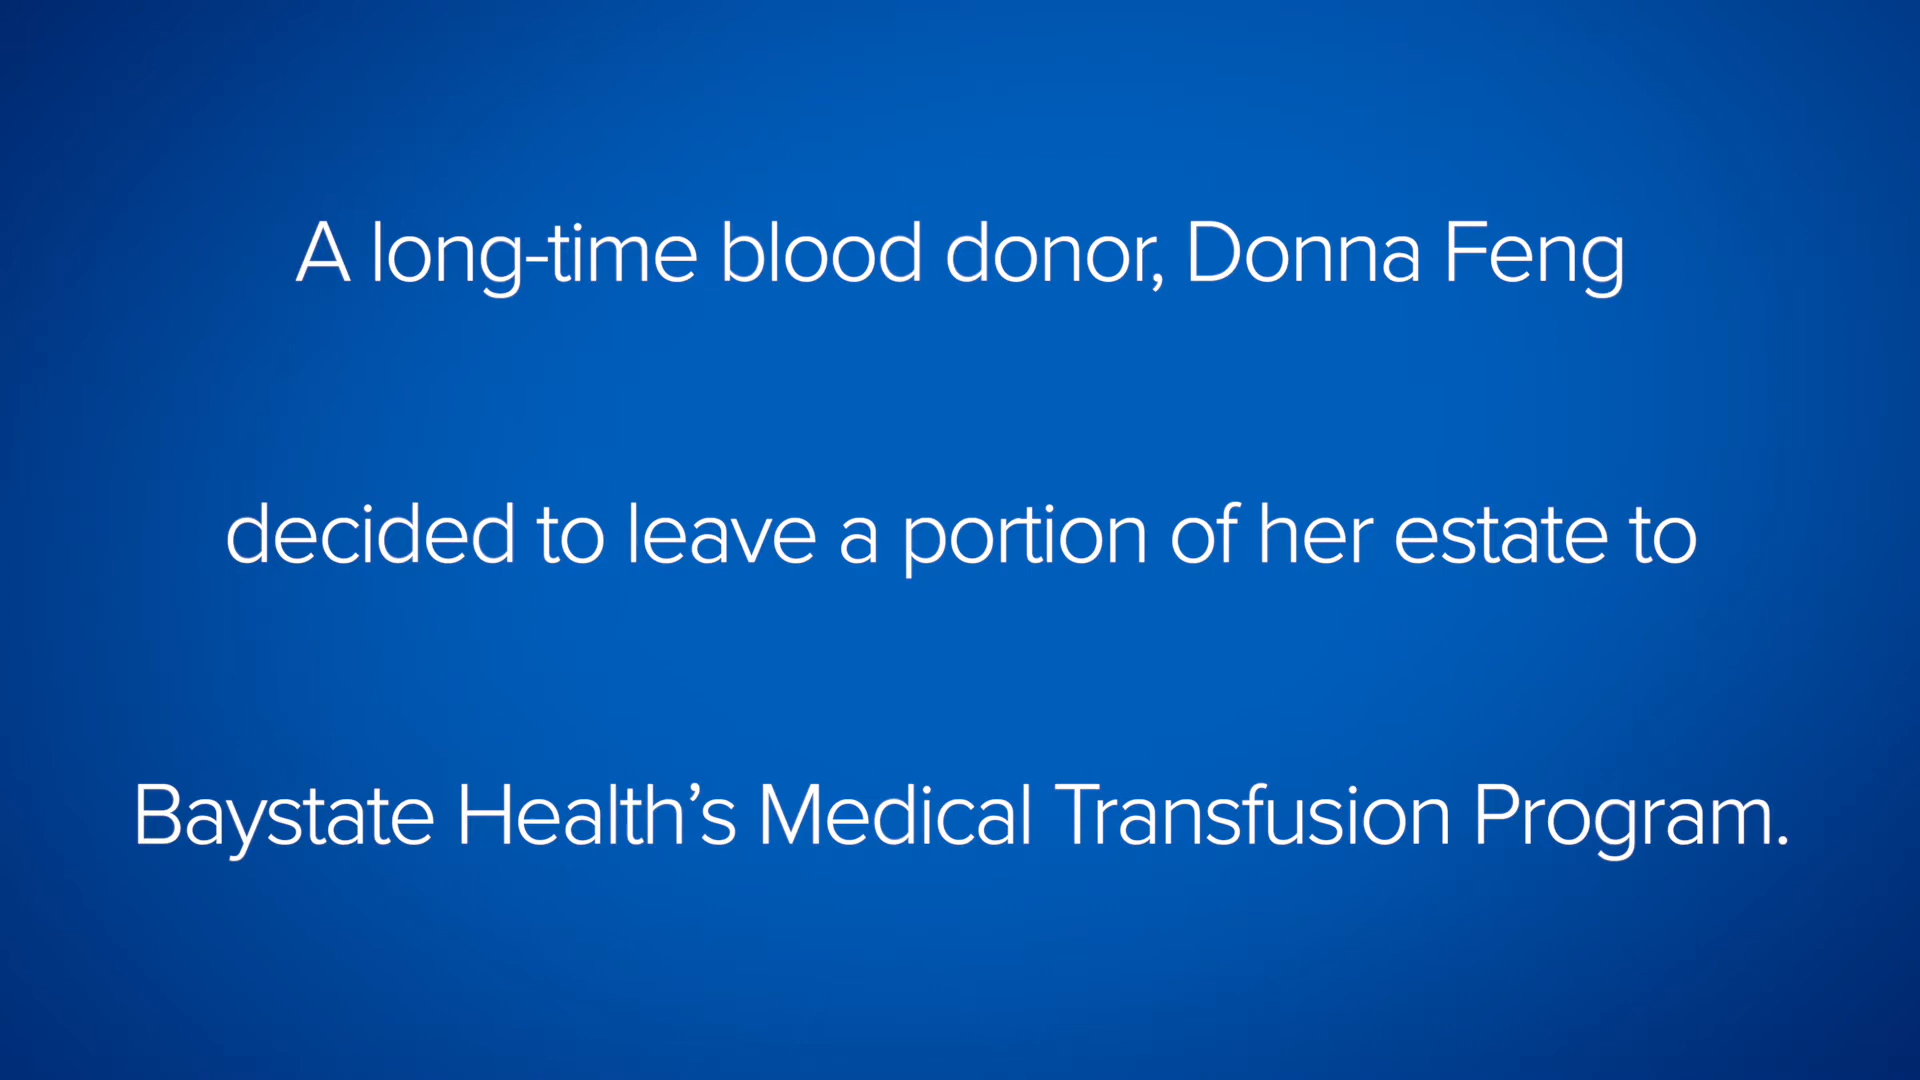 A long-time blood donor, Donna Feng
decided to leave a portion of her estate to
Baystate Health’s Medical Transfusion Program.